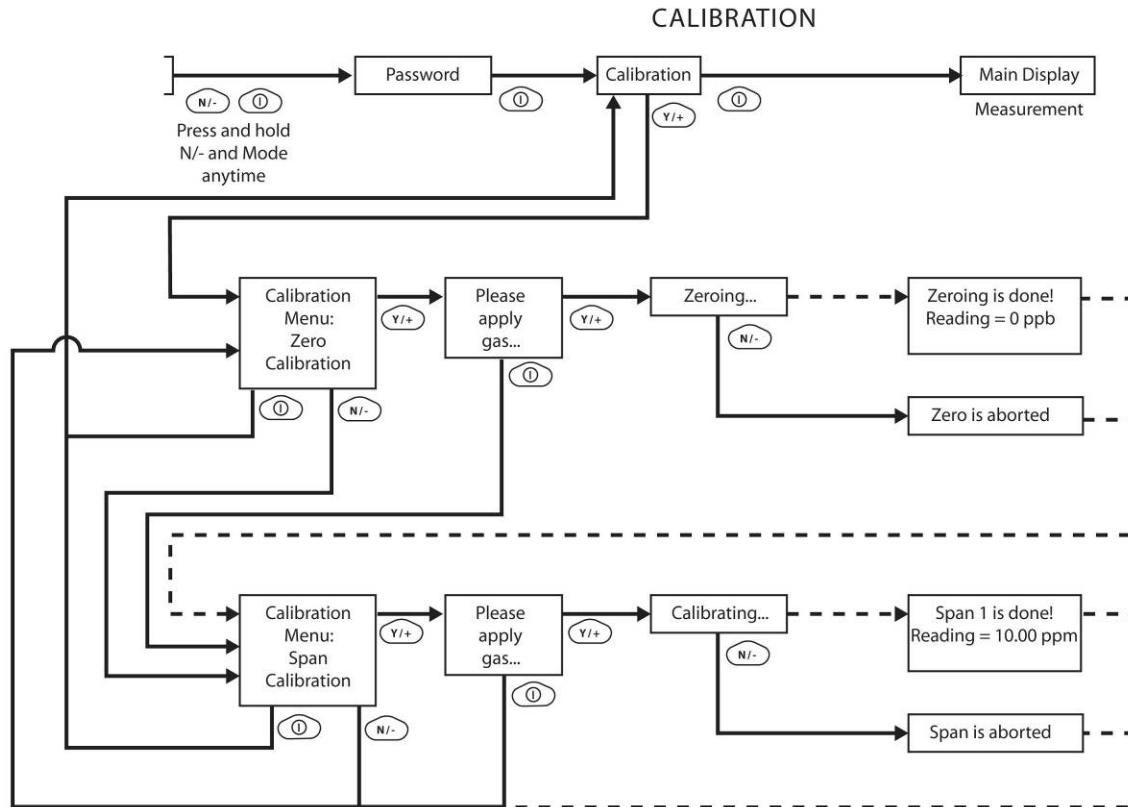 CALIBRATION
Password
Calibration
Main Display
Measurement
N/-
Y/+
Press and hold
N/- and Mode
anytime
Calibration
Menu:
Zero
Calibration
Y/+
Please
apply
gas...
Y/+
Zeroing...
Zeroing is done!
Reading = 0 ppb
N/-
N/-
Zero is aborted
Calibration
Menu:
Span
Calibration
Y/+
Please
apply
gas...
Y/+
Calibrating...
Span 1 is done!
Reading = 10.00 ppm
N/-
N/-
Span is aborted